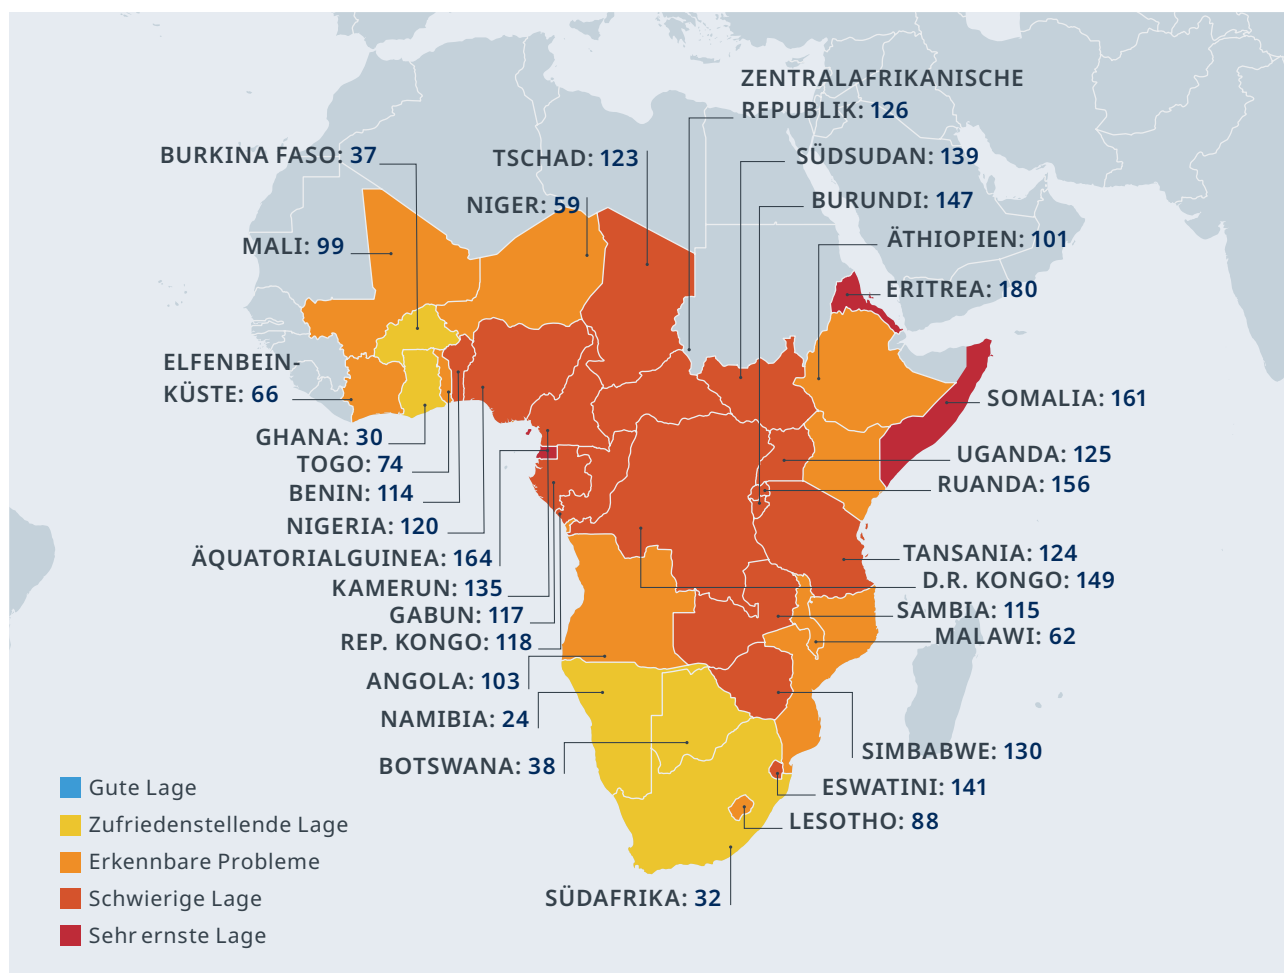 ZENTRALAFRIKANISCHE
REPUBLIK: 126
BURKINA FASO: 37
TSCHAD: 123
SÜDSUDAN: 139
NIGER: 59
BURUNDI: 147
MALI: 99
ÄTHIOPIEN: 101
ERITREA: 180
ELFENBEIN-
KÜSTE: 66
SOMALIA: 161
GHANA: 30
UGANDA: 125
TOGO: 74
RUANDA: 156
BENIN: 114
NIGERIA: 120
ÄQUATORIALGUINEA: 164
TANSANIA: 124
KAMERUN: 135
D.R. KONGO: 149
GABUN: 117
SAMBIA: 115
REP. KONGO: 118
MALAWI: 62
ANGOLA: 103
NAMIBIA: 24
SIMBABWE: 130
BOTSWANA: 38
ESWATINI: 141
LESOTHO: 88
SÜDAFRIKA: 32
Gute Lage
Zufriedenstellende Lage
Erkennbare Probleme
Schwierige Lage
Sehr ernste Lage